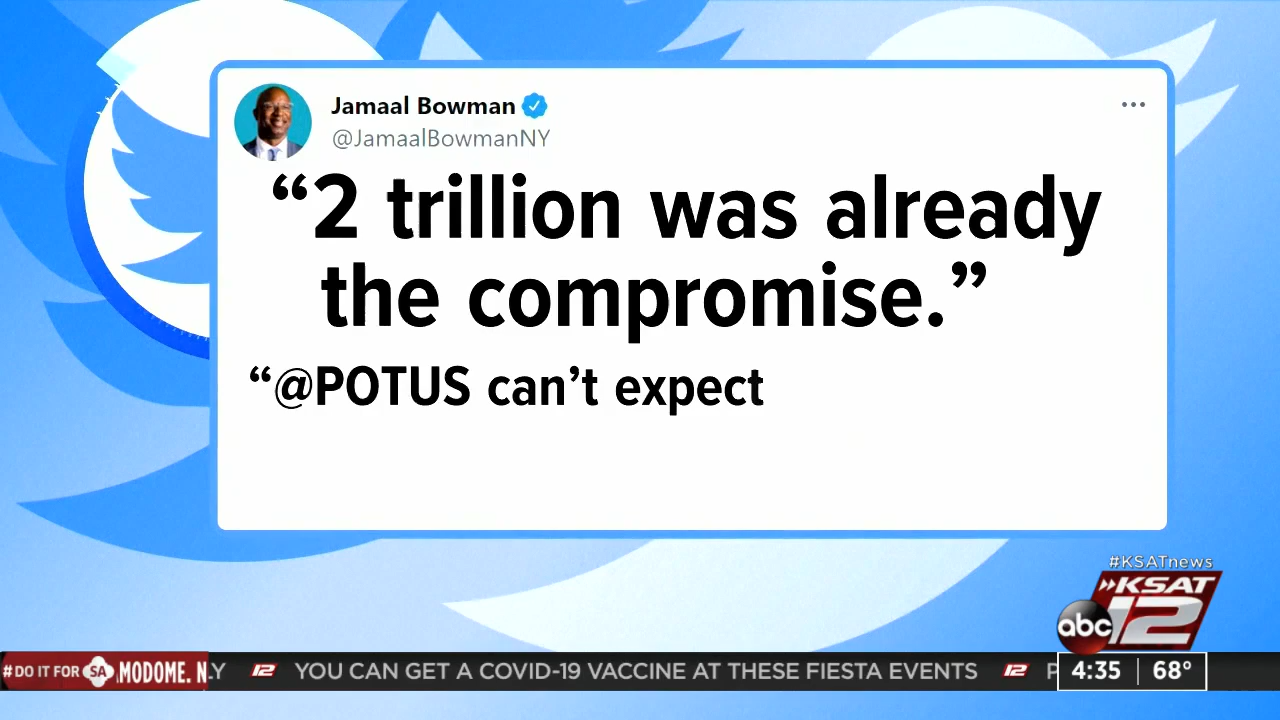 Jamaal Bowman
@JamaalBowmanNY
“2 trillion was already
the compromise.”
“@POTUS can’t expect
#KSATnews
KSAT
abc 12
#DO IT FOR SA MODOME. N LY 12 YOU CAN GET A COVID-19 VACCINE AT THESE FIESTA EVENTS 12 4:35 68°